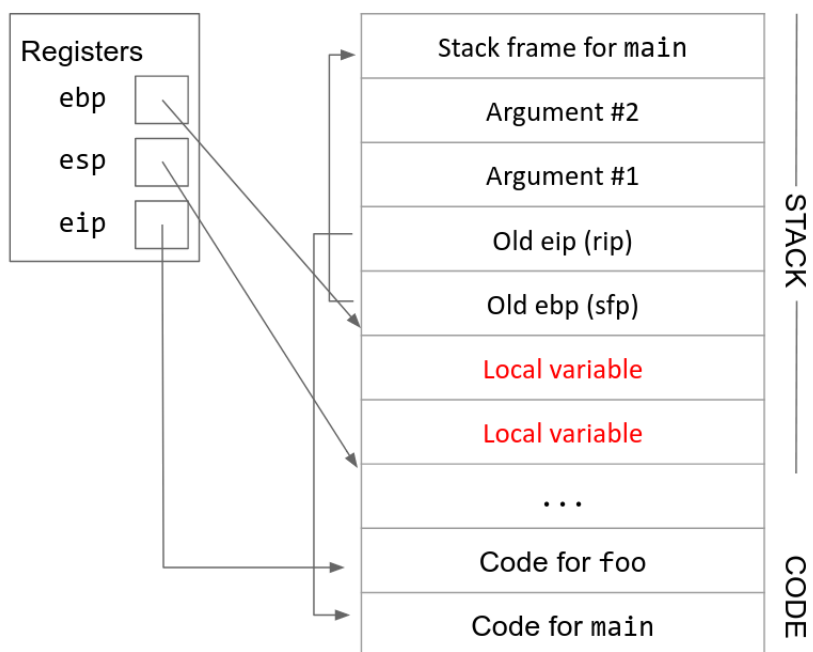 Registers
ebp
esp
eip
Stack frame for main
Argument #2
Argument #1
Old eip (rip)
Old ebp (sfp)
Local variable
Local variable
...
Code for foo
Code for main
STACK
CODE